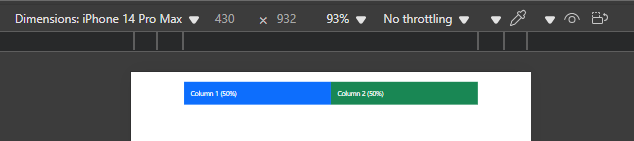 Dimensions: iPhone 14 Pro Max ▼ 430 × 932 93% ▼ No throttling ▼
Column 1 (50%) Column 2 (50%)